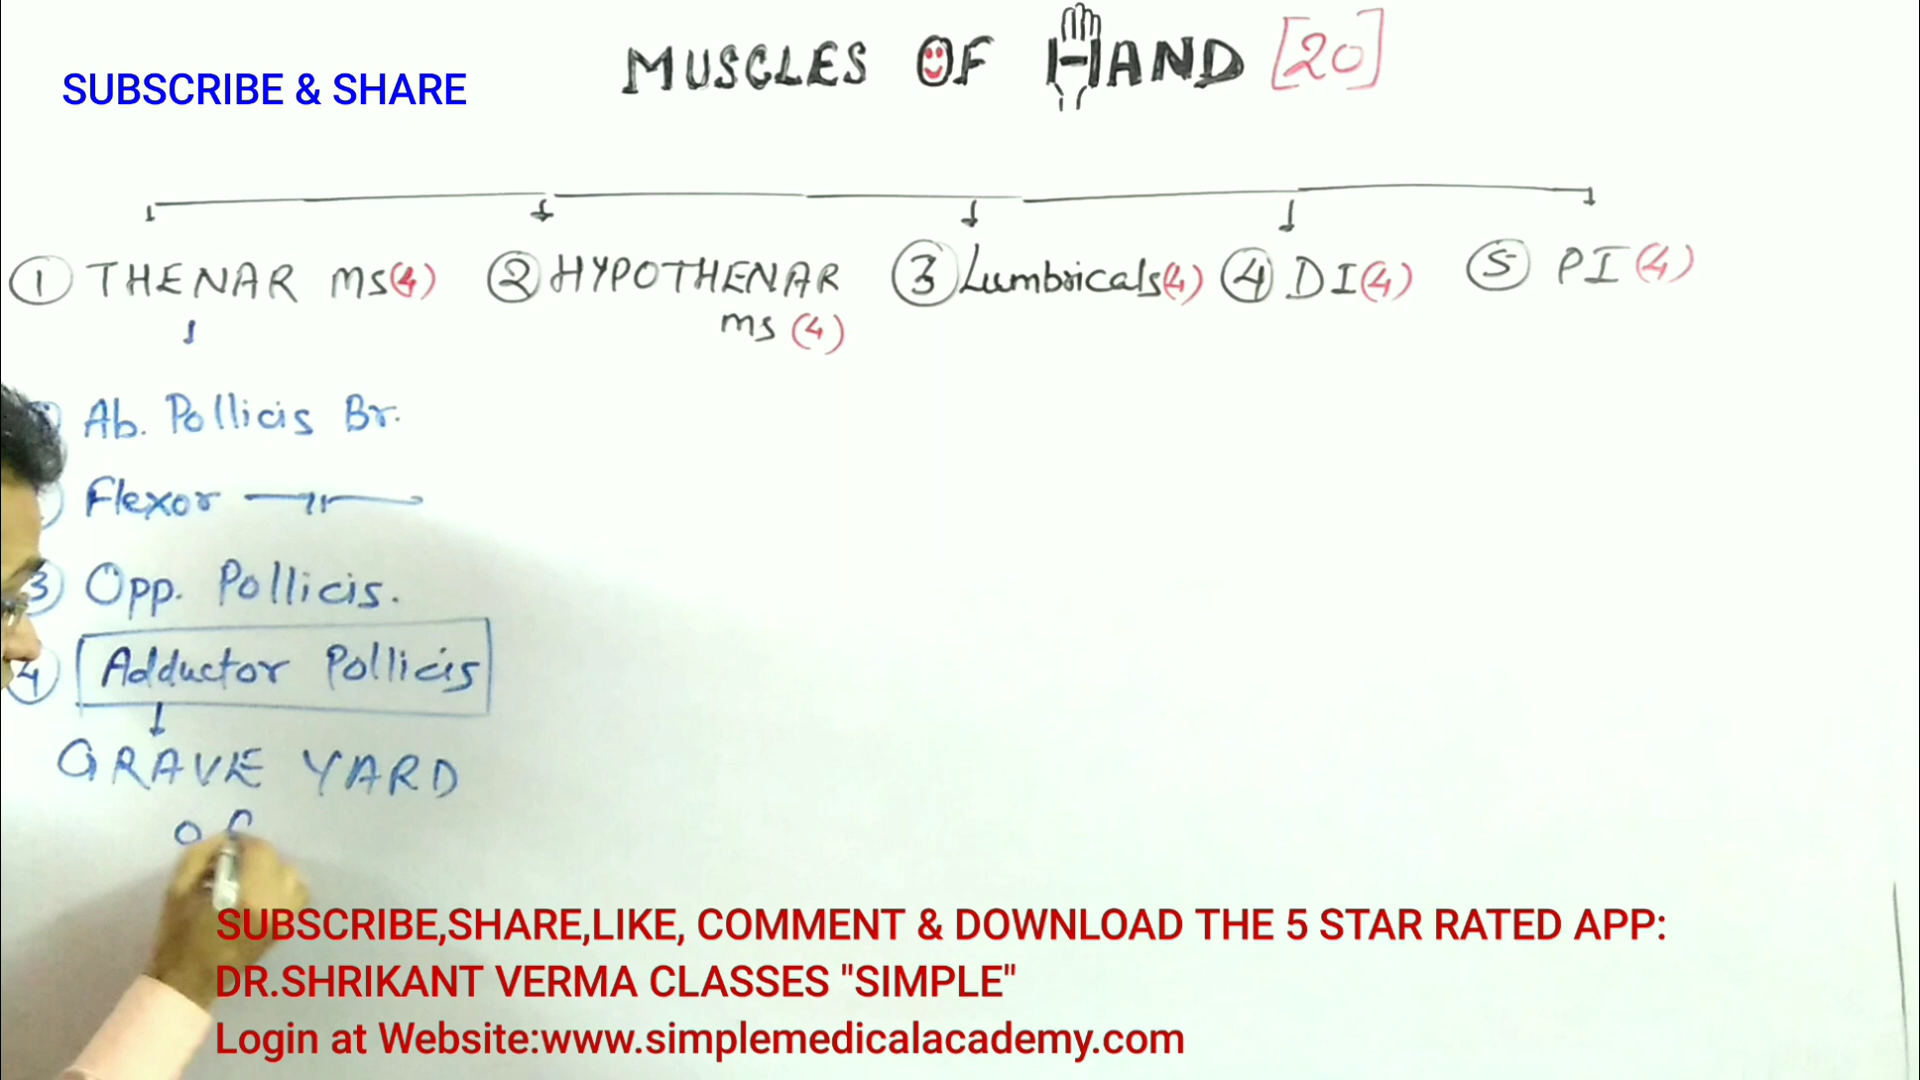 SUBSCRIBE & SHARE
MUSCLES OF HAND [20]
1 THENAR ms(4)
2 HYPOTHENAR ms (4)
3 Lumbricals(4)
4 DI(4)
5 PI(4)
Ab. Pollicis Br.
Flexor —11—
3 Opp. Pollicis.
4 Adductor Pollicis
GRAVE YARD
of
SUBSCRIBE,SHARE,LIKE, COMMENT & DOWNLOAD THE 5 STAR RATED APP:
DR.SHRIKANT VERMA CLASSES "SIMPLE"
Login at Website:www.simplemedicalacademy.com